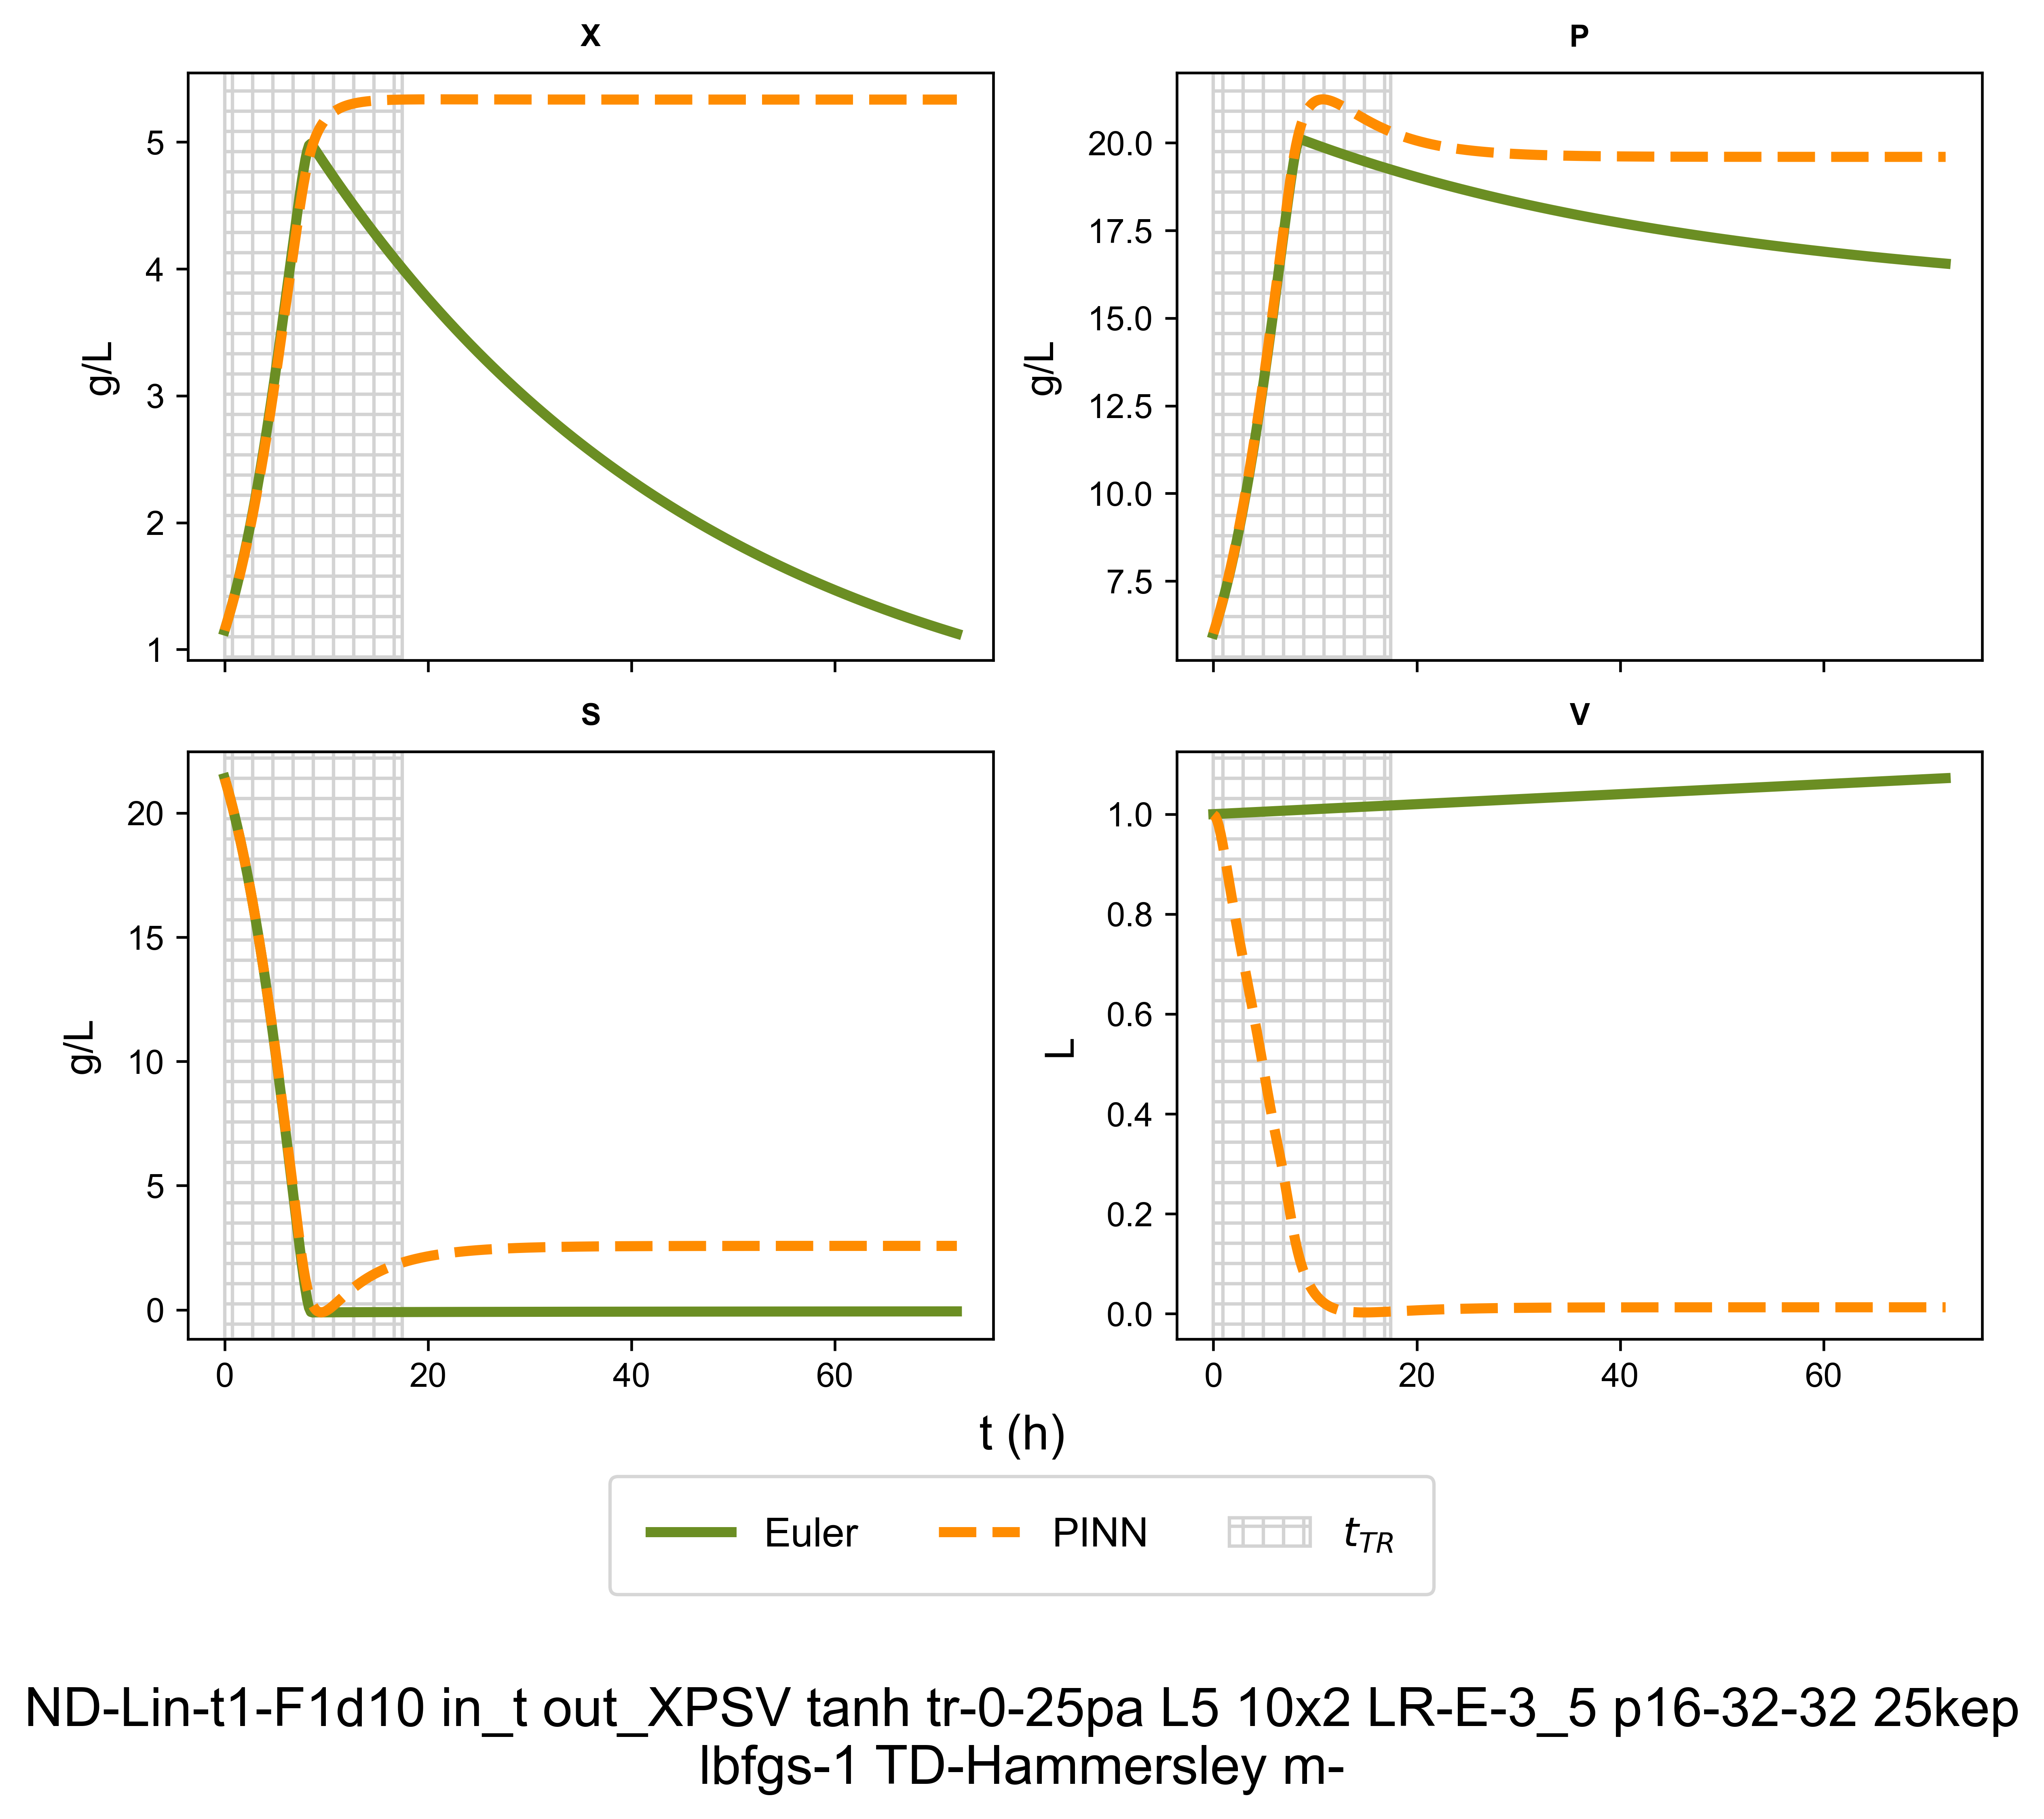 X
P
5
4
3
2
1
g/L
20.0
17.5
15.0
12.5
10.0
7.5
g/L
S
V
20
15
10
5
0
g/L
1.0
0.8
0.6
0.4
0.2
0.0
L
0 20 40 60
0 20 40 60
t (h)
Euler PINN t_TR
ND-Lin-t1-F1d10 in_t out_XPSV tanh tr-0-25pa L5 10x2 LR-E-3_5 p16-32-32 25kep
lbfgs-1 TD-Hammersley m-